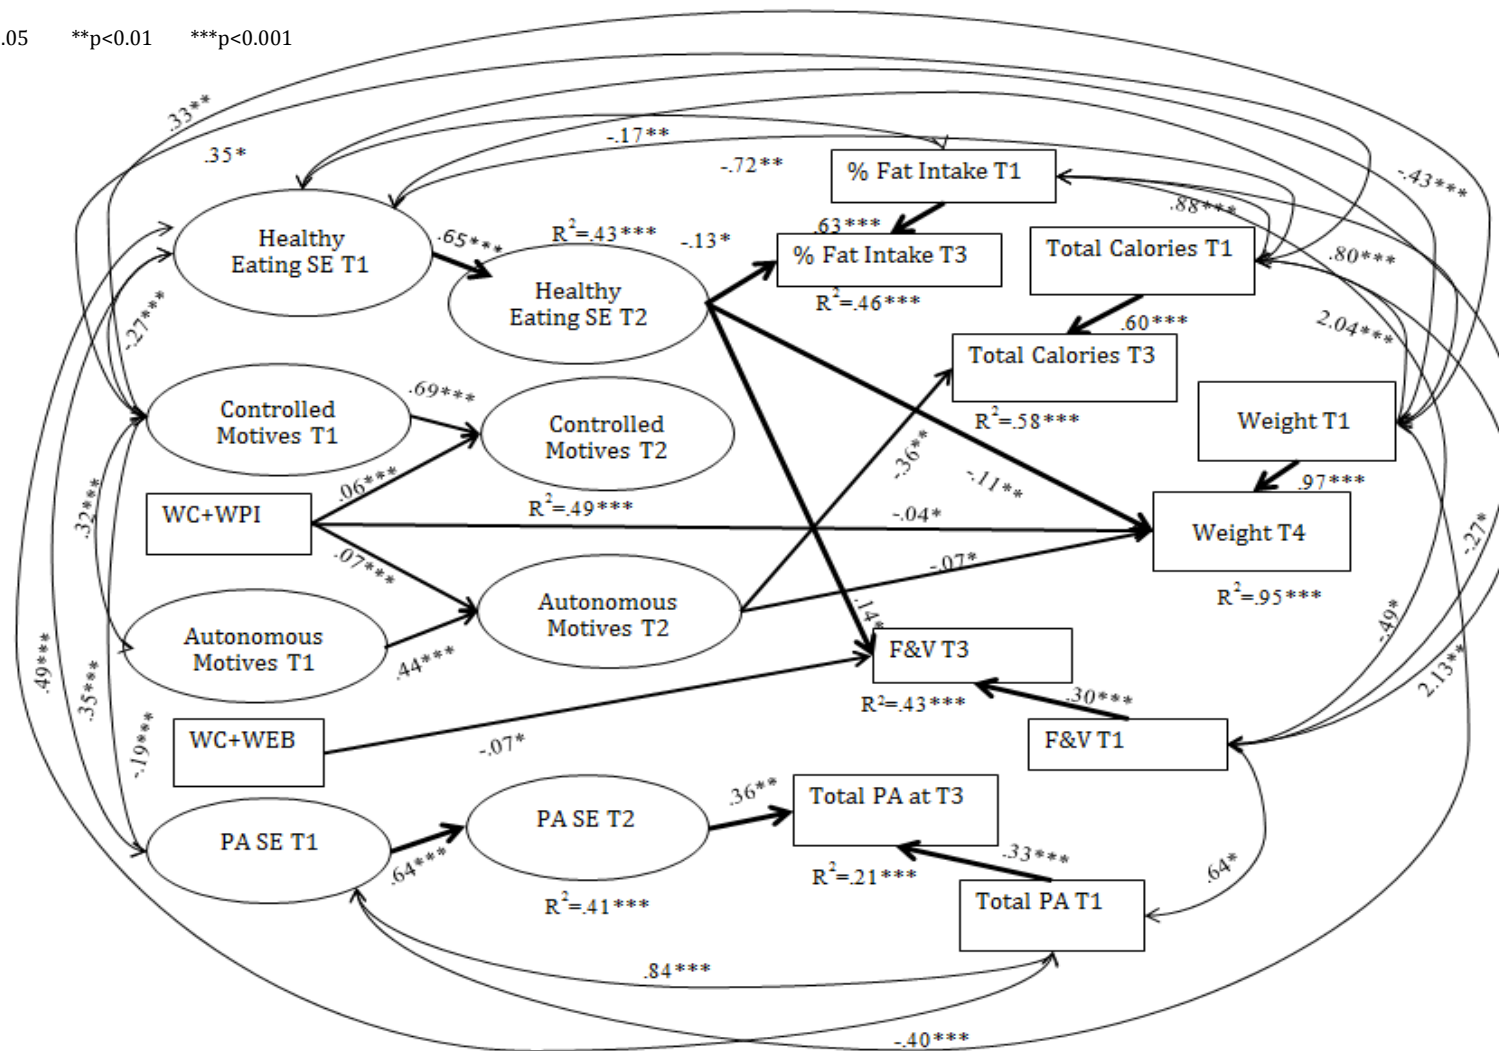 .05 **p<0.01 ***p<0.001
.33**
.35*
-.17**
-.72**
% Fat Intake T1
-.43***
.88***
Healthy
Eating SE T1
.65***
R²=.43***
-.13*
.63***
% Fat Intake T3
R²=.46***
Total Calories T1
.80***
Healthy
Eating SE T2
-.27***
2.04***
.60***
Total Calories T3
R²=.58***
Controlled
Motives T1
.69***
Controlled
Motives T2
R²=.49***
Weight T1
.97***
-.36**
-.11**
.06***
WC+WPI
-.04*
Weight T4
R²=.95***
.32***
.07***
-.07*
-.27*
Autonomous
Motives T2
Autonomous
Motives T1
.44***
.14*
F&V T3
R²=.43***
-.49*
2.13**
.49***
.35***
-.19***
.30***
F&V T1
WC+WEB
-.07*
PA SE T1
.64***
PA SE T2
R²=.41***
.36**
Total PA at T3
R²=.21***
.33***
Total PA T1
.64*
.84***
-.40***